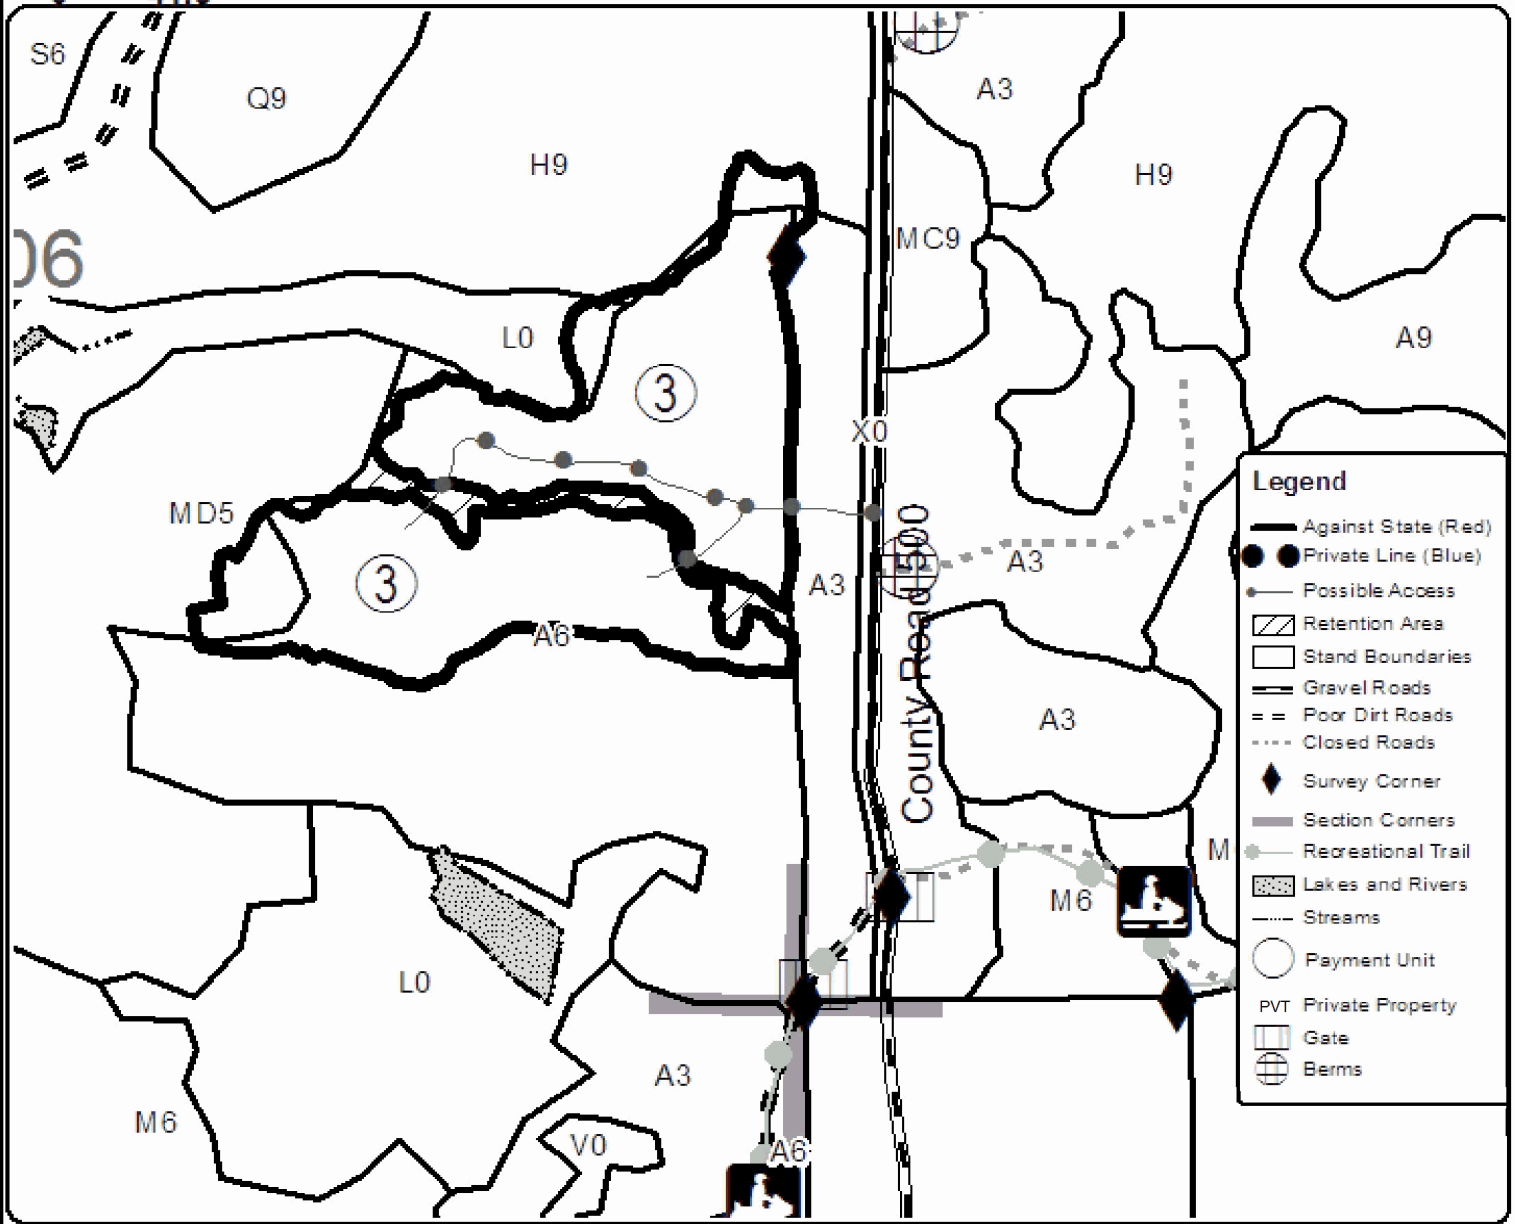 S6
Q9
A3
H9
H9
MC9
06
L0
A9
3
X0
MD5
3
A3
A3
A6
County Road 500
A3
M6
L0
A3
M6
V0
A6
Legend
Against State (Red)
Private Line (Blue)
Possible Access
Retention Area
Stand Boundaries
Gravel Roads
Poor Dirt Roads
Closed Roads
Survey Corner
Section Corners
Recreational Trail
Lakes and Rivers
Streams
Payment Unit
PVT Private Property
Gate
Berms